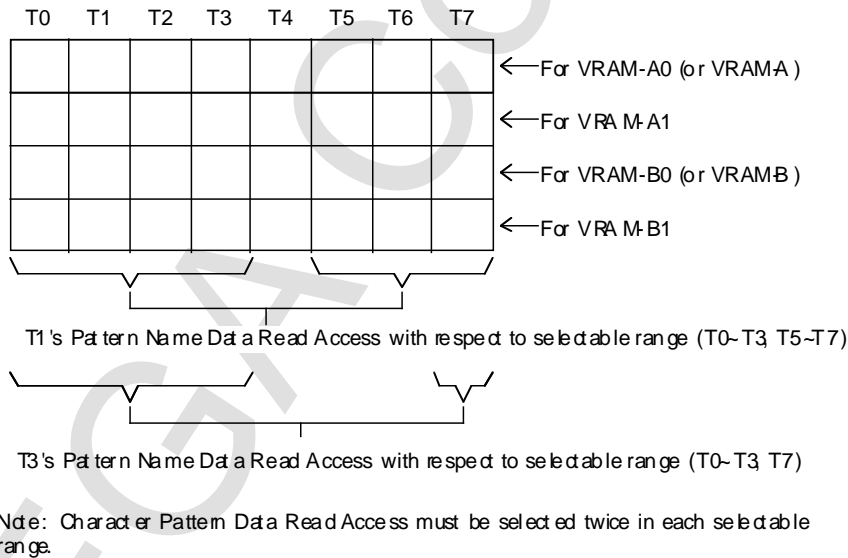 T0 T1 T2 T3 T4 T5 T6 T7
For VRAM-A0 (or VRAM-A)
For VRAM-A1
For VRAM-B0 (or VRAM-B)
For VRAM-B1
T1's Pattern Name Data Read Access with respect to selectable range (T0~T3, T5~T7)
T3's Pattern Name Data Read Access with respect to selectable range (T0~T3, T7)
Note: Character Pattern Data Read Access must be selected twice in each selectable
range.